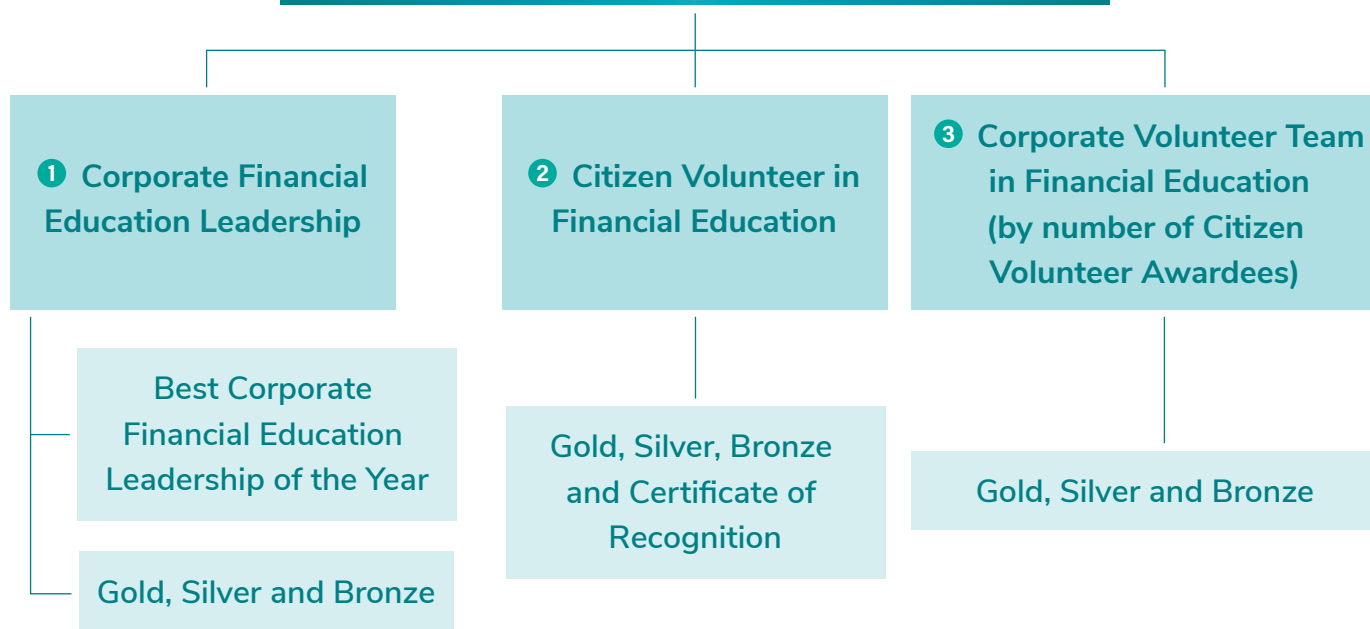 ❶ Corporate Financial
Education Leadership
Best Corporate
Financial Education
Leadership of the Year
Gold, Silver and Bronze
❷ Citizen Volunteer in
Financial Education
Gold, Silver, Bronze
and Certificate of
Recognition
❸ Corporate Volunteer Team
in Financial Education
(by number of Citizen
Volunteer Awardees)
Gold, Silver and Bronze